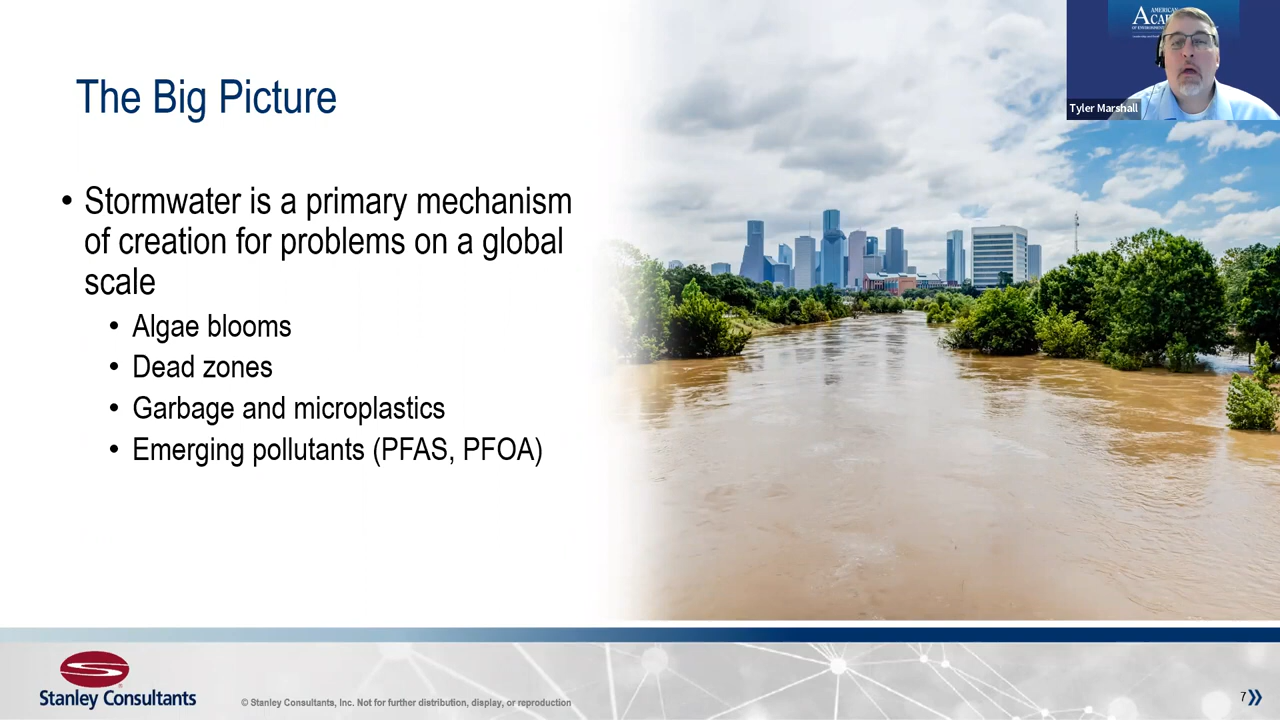 The Big Picture
• Stormwater is a primary mechanism
of creation for problems on a global
scale
• Algae blooms
• Dead zones
• Garbage and microplastics
• Emerging pollutants (PFAS, PFOA)
AMERICAN
Tyler Marshall
Stanley Consultants
© Stanley Consultants, Inc. Not for further distribution, display, or reproduction
7